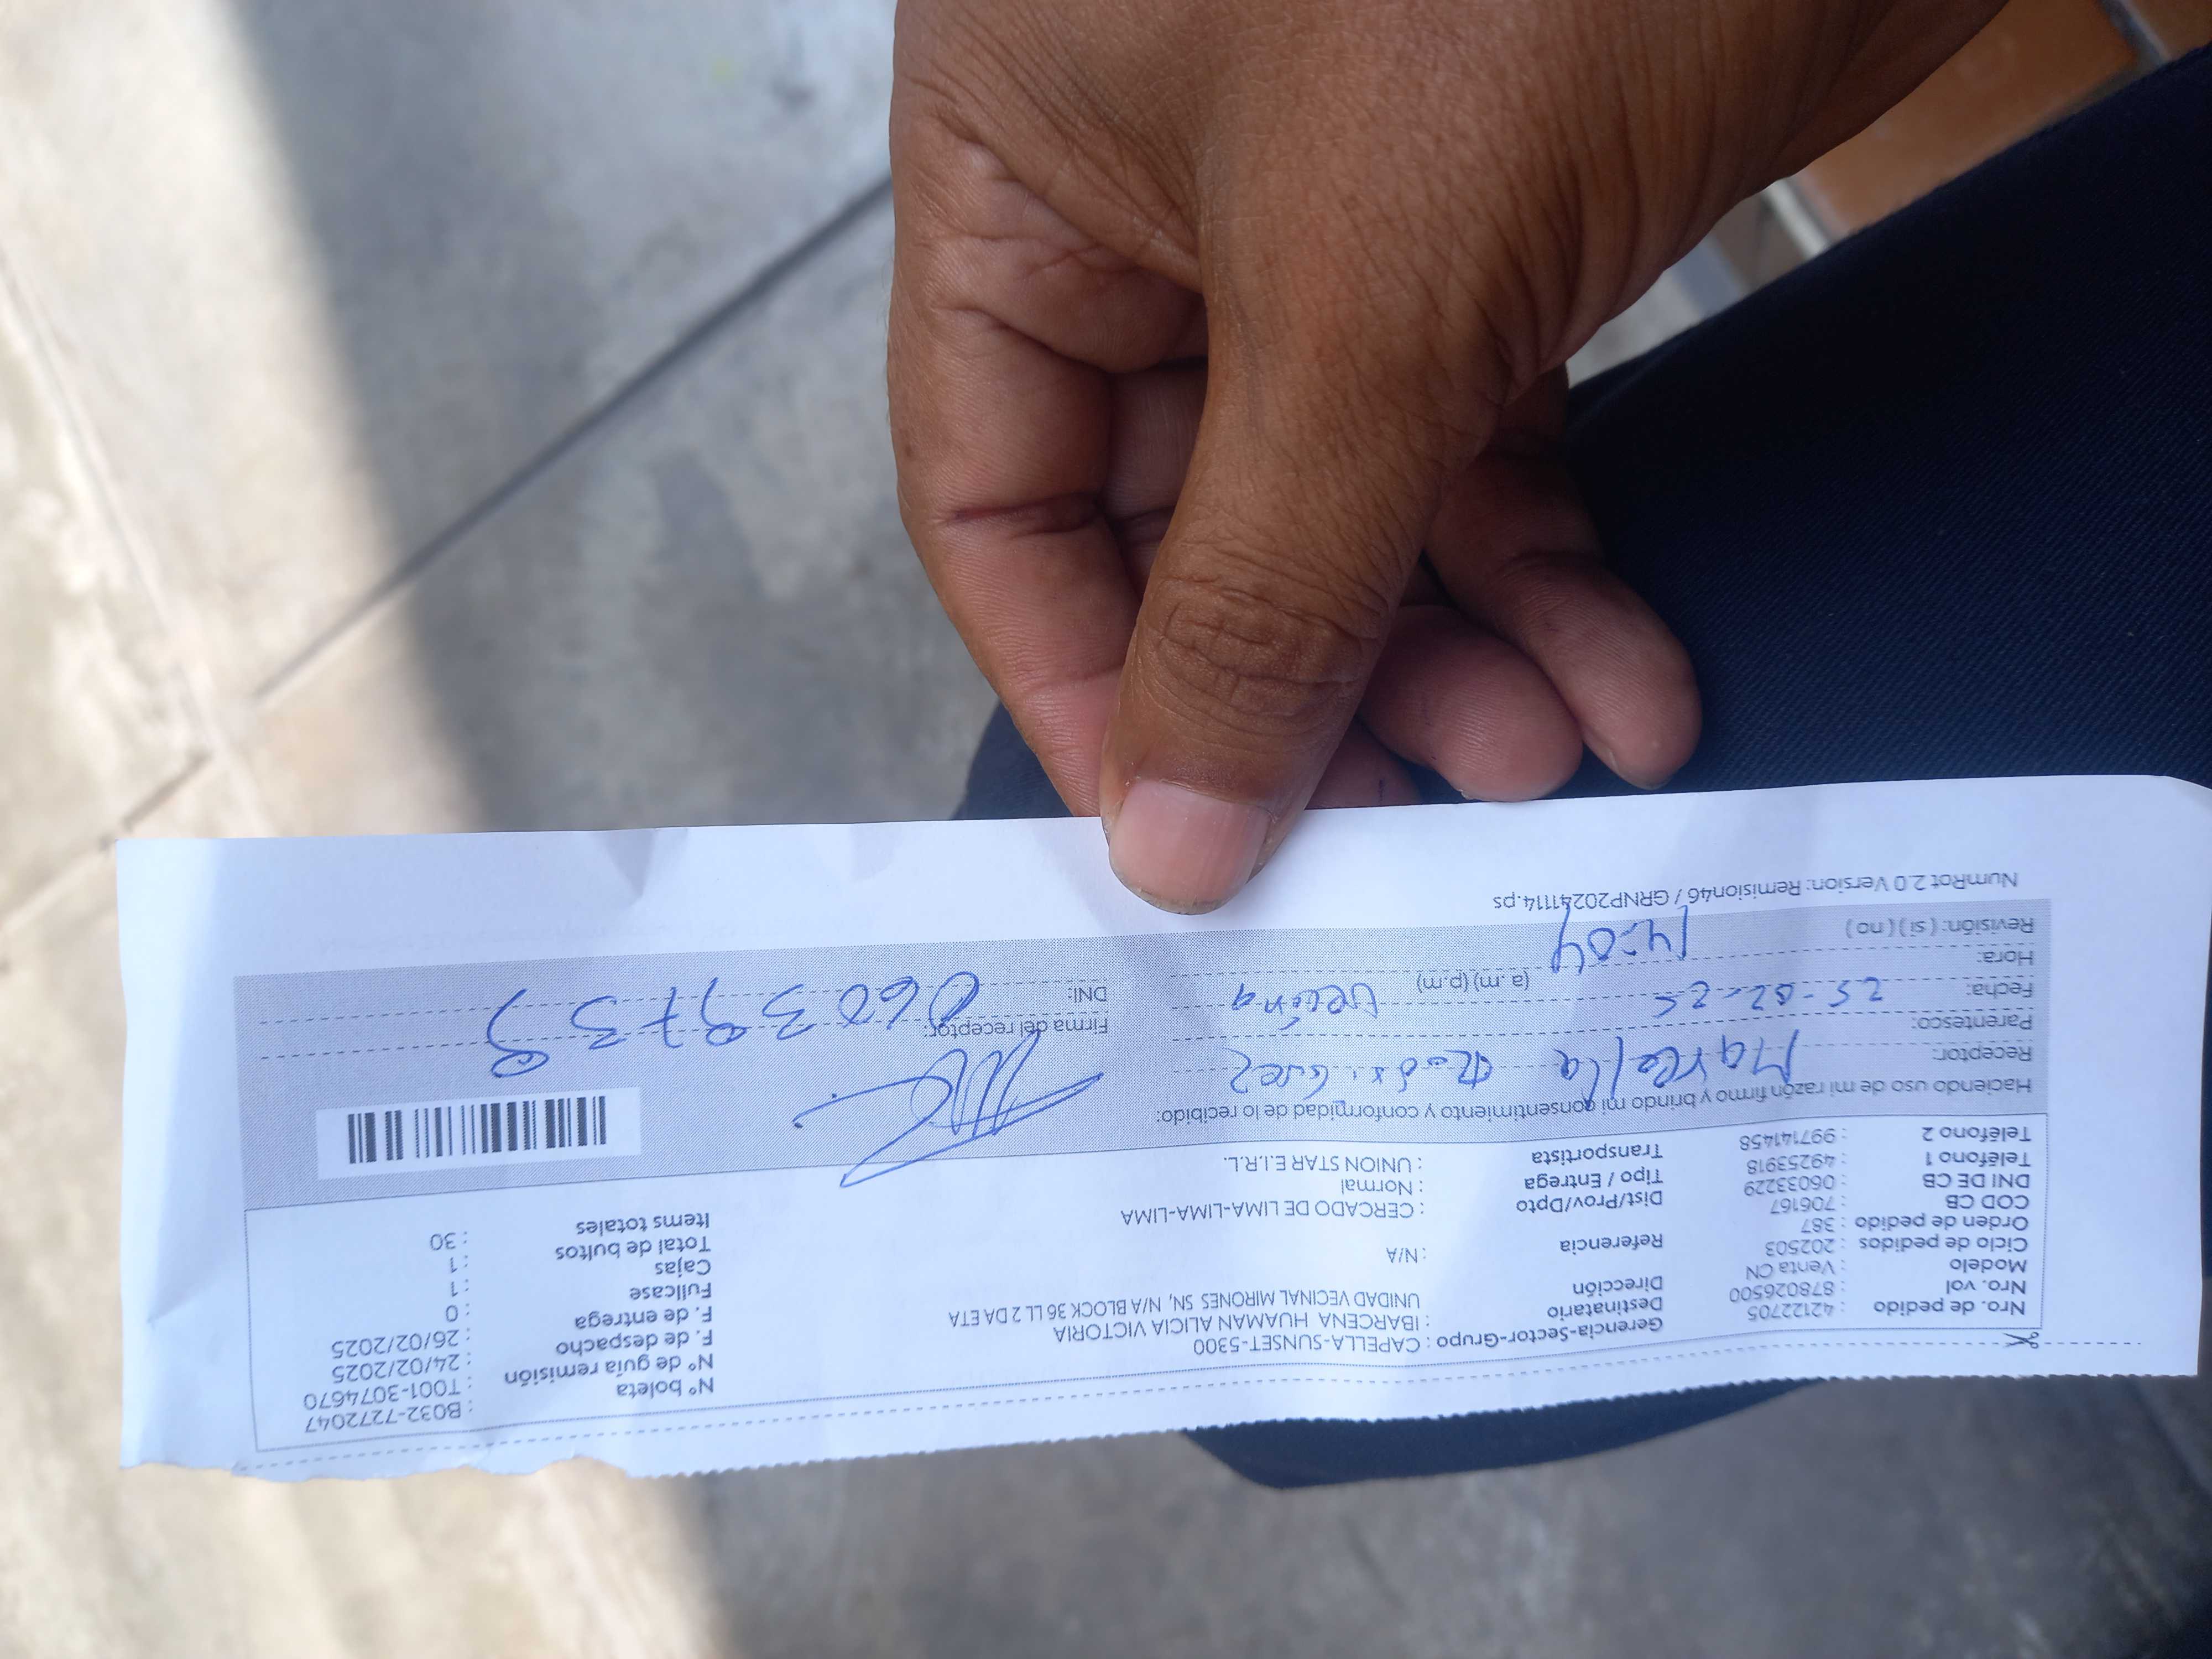 Nro. de pedido : 42122705
Nro. vol : 878026500
Modelo : Venta CN
Ciclo de pedidos : 202503
Orden de pedido : 387
COD CB : 706167
DNI DE CB : 06033229
Teléfono 1 : 49253918
Teléfono 2 : 997141458
Gerencia-Sector-Grupo : CAPELLA-SUNSET-5300
Destinatario : IBARCENA HUAMAN ALICIA VICTORIA
Dirección UNIDAD VECINAL MIRONES SN, N/A BLOCK 36 LL 2 DA ETA
Referencia : N/A
Dist/Prov/Dpto : CERCADO DE LIMA-LIMA-LIMA
Tipo / Entrega : Normal
Transportista : UNION STAR E.I.R.L.
Nº boleta : B032-7272047
Nº de guía remisión : T001-3074670
F. de despacho : 24/02/2025
F. de entrega : 26/02/2025
Fullcase : 0
Cajas : 1
Total de bultos : 1
Items totales : 30
Haciendo uso de mi razón firmo y brindo mi consentimiento y conformidad de lo recibido:
Receptor: Marcella
Parentesco: Vecina
Fecha: 25-02-25
Hora: 14:04 (a.m) (p.m)
Revisión: ( si ) ( no )
Firma del receptor:
DNI:
NumRot 2.0 Version: Remision46 / GRNP20241114.ps